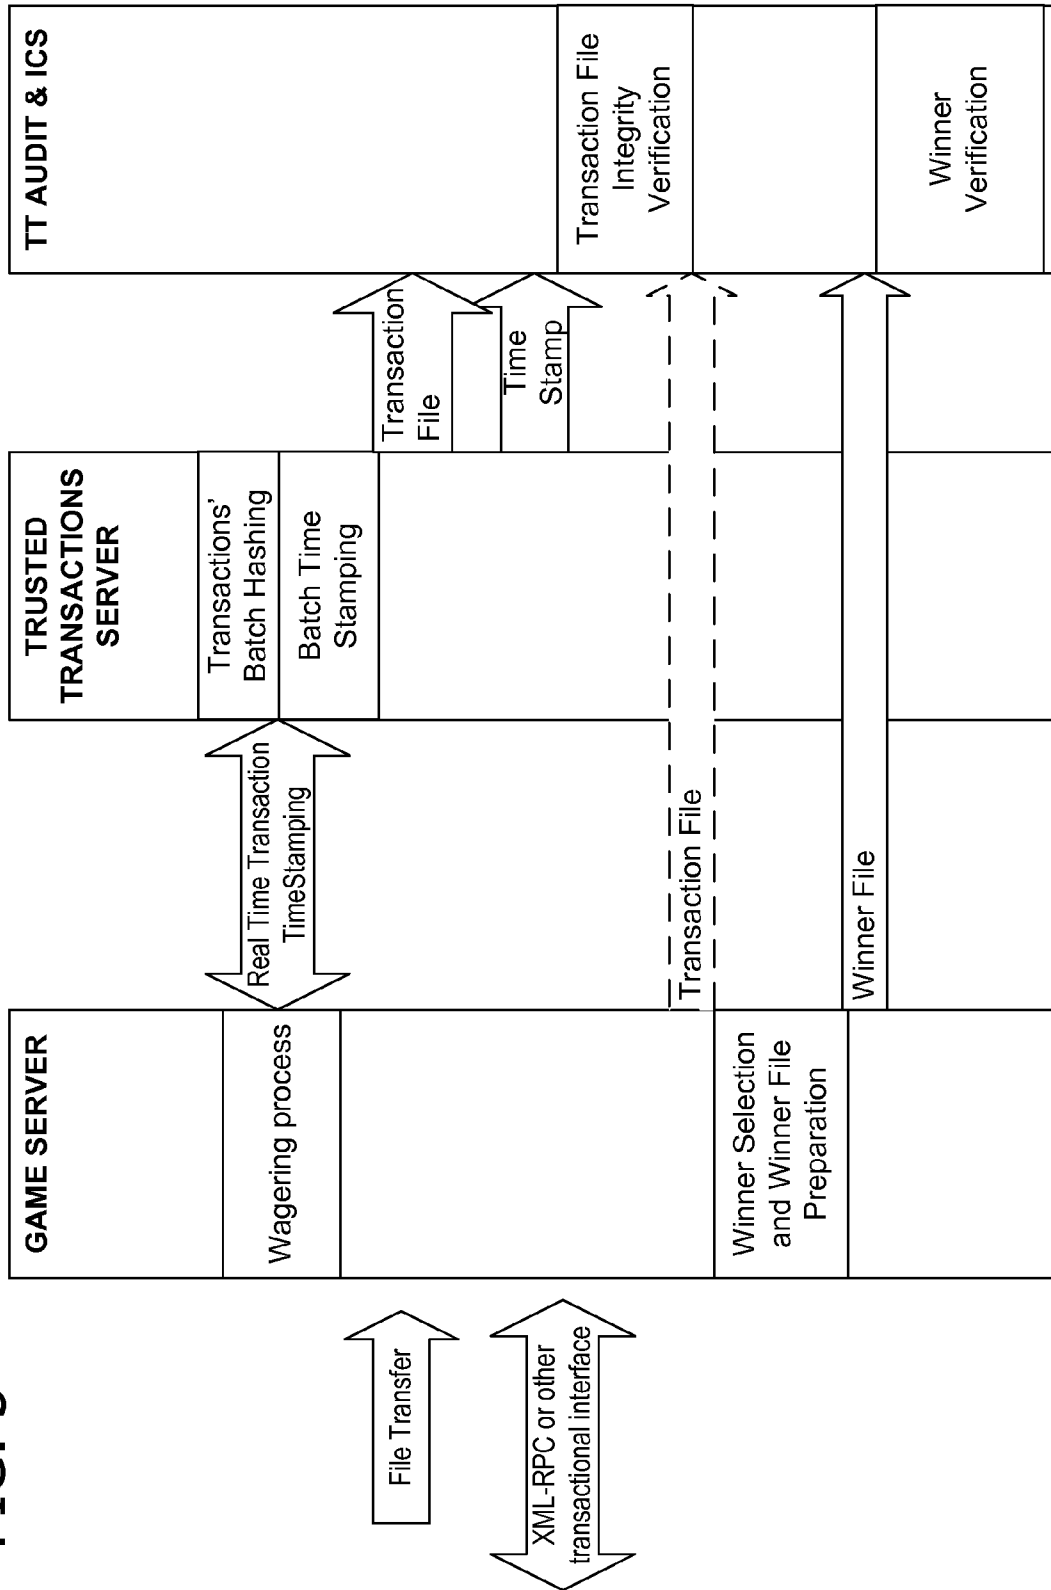 GAME SERVER
TRUSTED
TRANSACTIONS
SERVER
TT AUDIT & ICS
Wagering process
Real Time Transaction
TimeStamping
Transactions'
Batch Hashing
Batch Time
Stamping
File Transfer
Transaction
File
XML-RPC or other
transactional interface
Time
Stamp
Transaction File
Integrity
Verification
Transaction File
Winner Selection
and Winner File
Preparation
Winner File
Winner
Verification